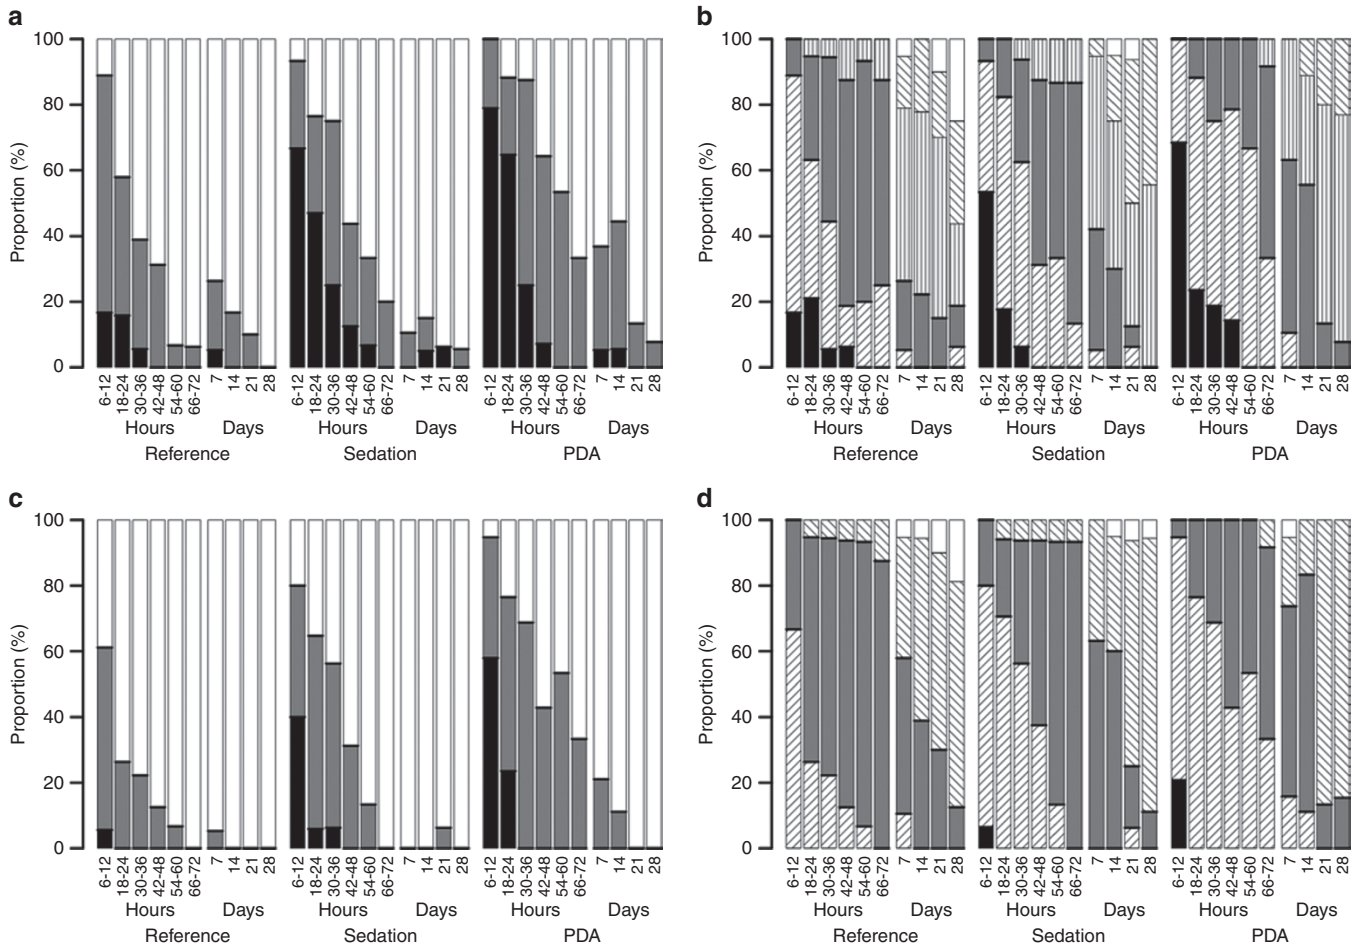 a
100
80
60
40
20
0
Proportion (%)
6-12 18-24 30-36 42-48 54-60 66-72 7 14 21 28
6-12 18-24 30-36 42-48 54-60 66-72 7 14 21 28
6-12 18-24 30-36 42-48 54-60 66-72 7 14 21 28
Hours Days Hours Days Hours Days
Reference Sedation PDA
b
100
80
60
40
20
0
Proportion (%)
6-12 18-24 30-36 42-48 54-60 66-72 7 14 21 28
6-12 18-24 30-36 42-48 54-60 66-72 7 14 21 28
6-12 18-24 30-36 42-48 54-60 66-72 7 14 21 28
Hours Days Hours Days Hours Days
Reference Sedation PDA
c
100
80
60
40
20
0
Proportion (%)
6-12 18-24 30-36 42-48 54-60 66-72 7 14 21 28
6-12 18-24 30-36 42-48 54-60 66-72 7 14 21 28
6-12 18-24 30-36 42-48 54-60 66-72 7 14 21 28
Hours Days Hours Days Hours Days
Reference Sedation PDA
d
100
80
60
40
20
0
Proportion (%)
6-12 18-24 30-36 42-48 54-60 66-72 7 14 21 28
6-12 18-24 30-36 42-48 54-60 66-72 7 14 21 28
6-12 18-24 30-36 42-48 54-60 66-72 7 14 21 28
Hours Days Hours Days Hours Days
Reference Sedation PDA